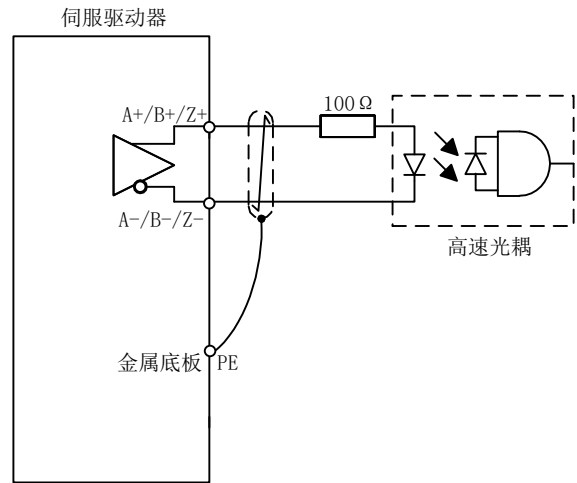 伺服驱动器
A+/B+/Z+
100Ω
A-/B-/Z-
高速光耦
金属底板 PE